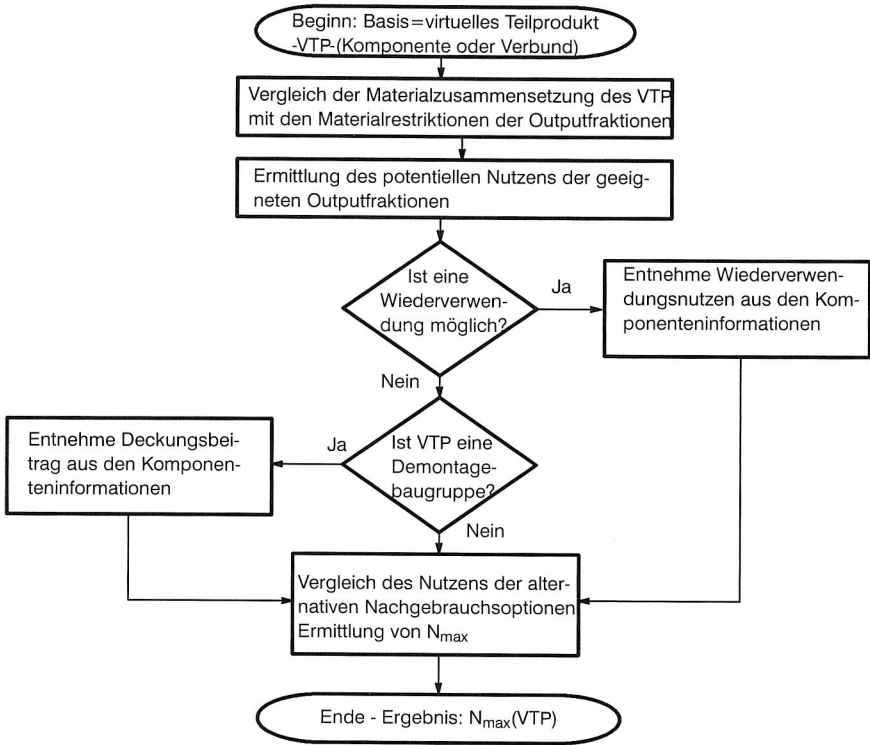 Beginn: Basis=virtuelles Teilprodukt
-VTP-(Komponente oder Verbund)
Vergleich der Materialzusammensetzung des VTP
mit den Materialrestriktionen der Outputfraktionen
Ermittlung des potentiellen Nutzens der geeig-
neten Outputfraktionen
Ist eine
Wiederverwen-
dung möglich?
Ja
Entnehme Wiederverwen-
dungsnutzen aus den Kom-
ponenteninformationen
Nein
Entnehme Deckungsbei-
trag aus den Komponen-
teninformationen
Ja
Ist VTP eine
Demontage-
baugruppe?
Nein
Vergleich des Nutzens der alter-
nativen Nachgebrauchsoptionen
Ermittlung von Nmax
Ende - Ergebnis: Nmax(VTP)